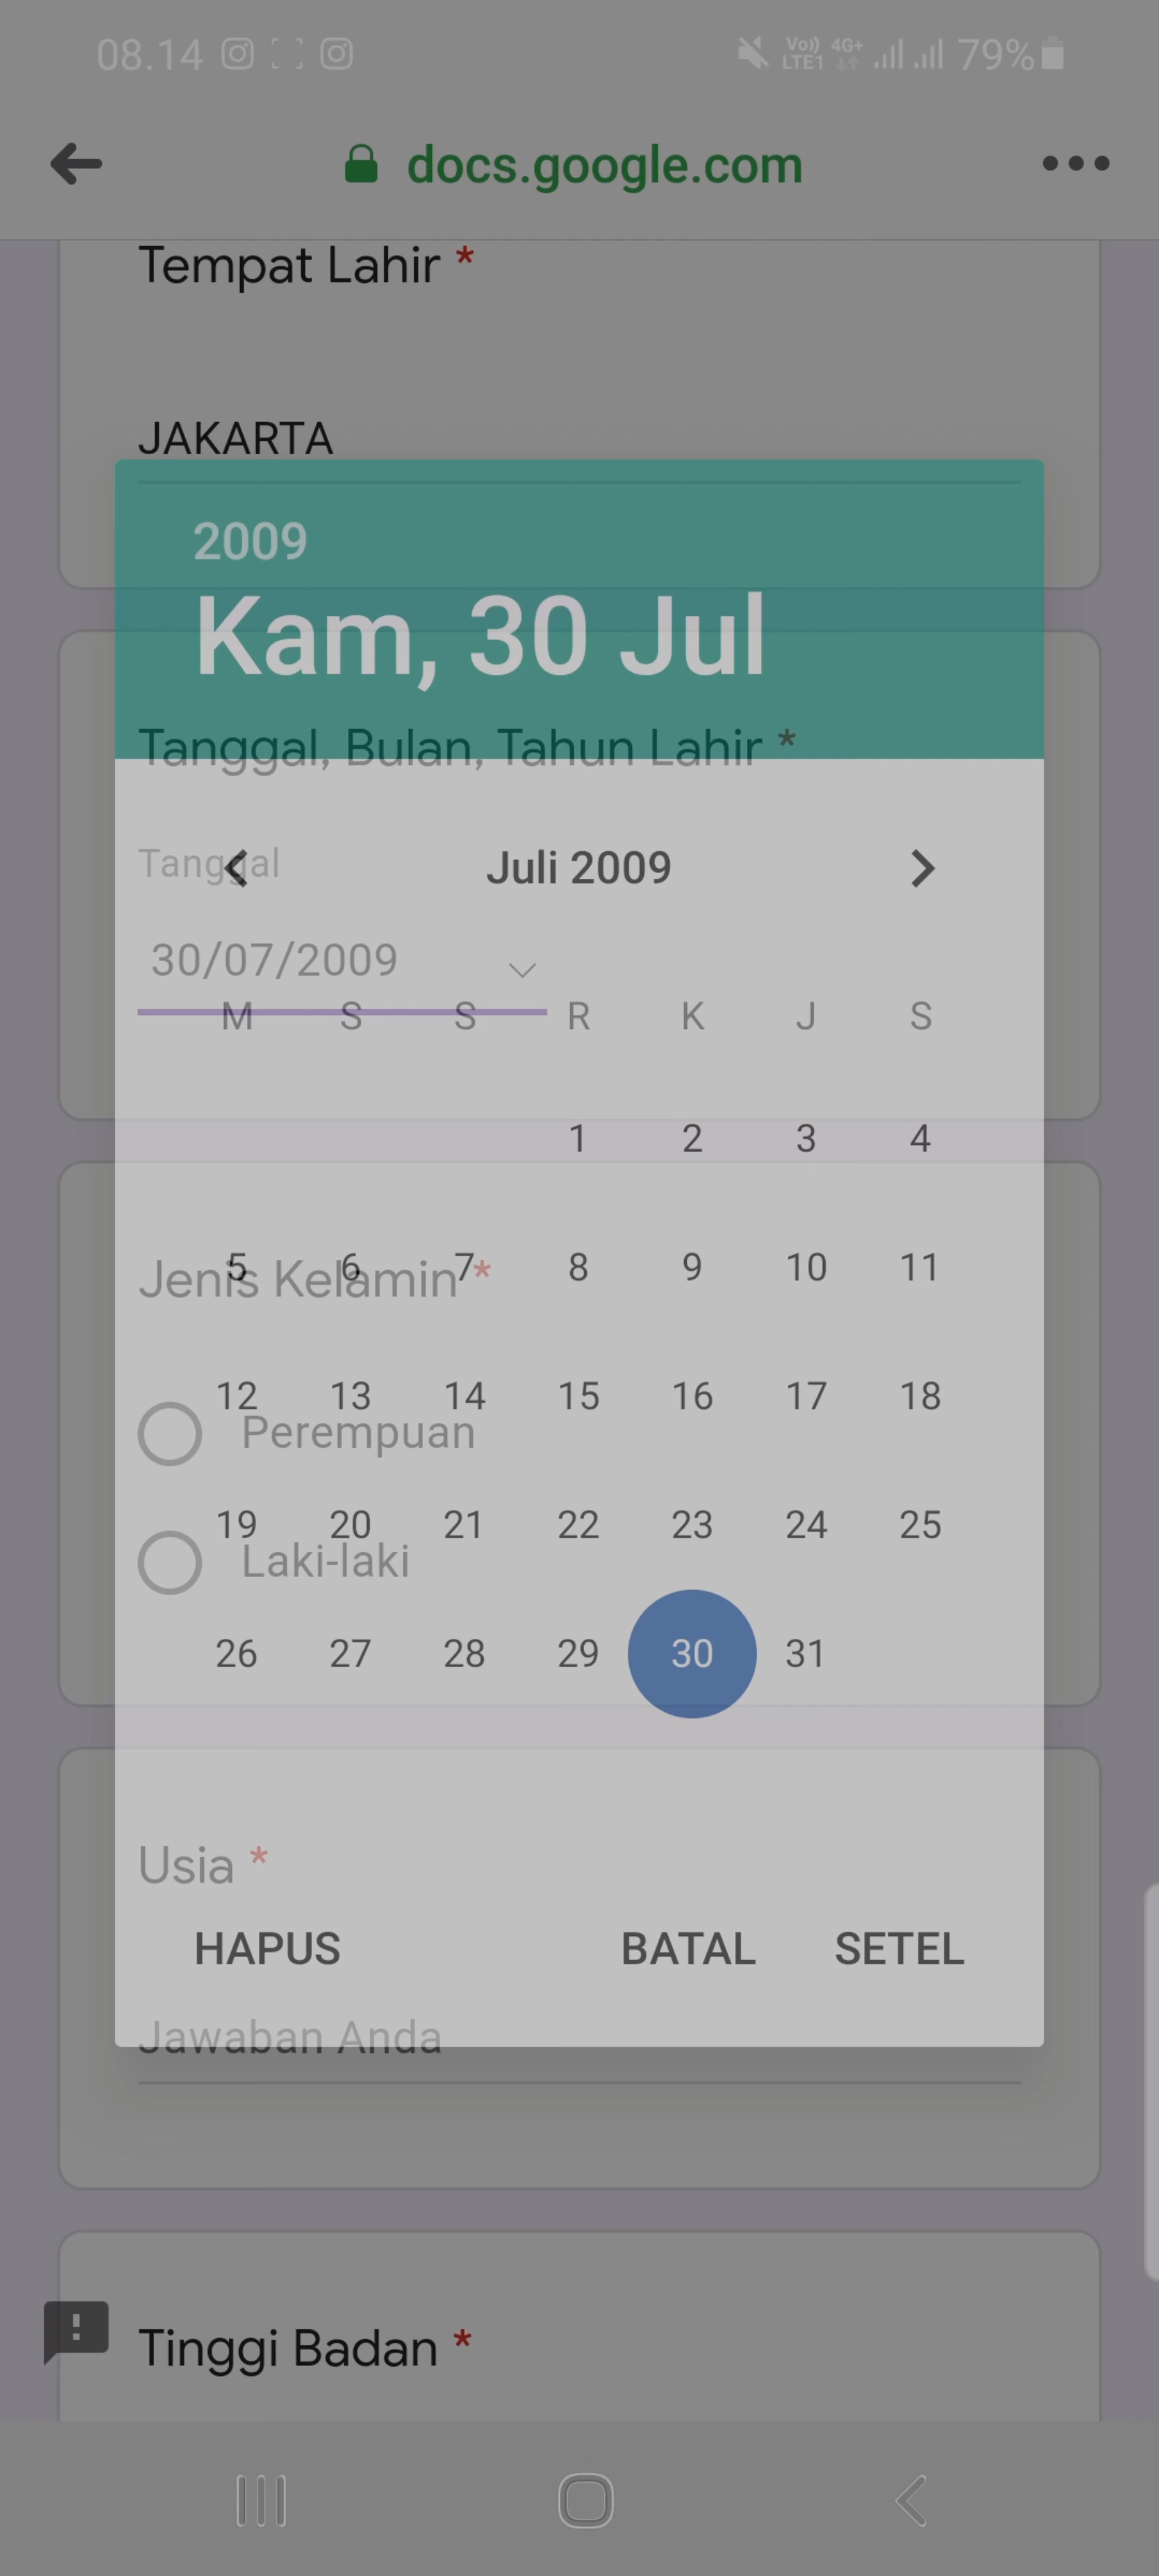 08.14 Vo)) LTE1 4G+ 79%
docs.google.com
Tempat Lahir *
JAKARTA
2009
Kam, 30 Jul
Tanggal, Bulan, Tahun Lahir *
Tanggal
Juli 2009
30/07/2009
M S S R K J S
1 2 3 4
5 6 7 8 9 10 11
Jenis Kelamin *
12 13 14 15 16 17 18
Perempuan
19 20 21 22 23 24 25
Laki-laki
26 27 28 29 30 31
Usia *
HAPUS BATAL SETEL
Jawaban Anda
Tinggi Badan *